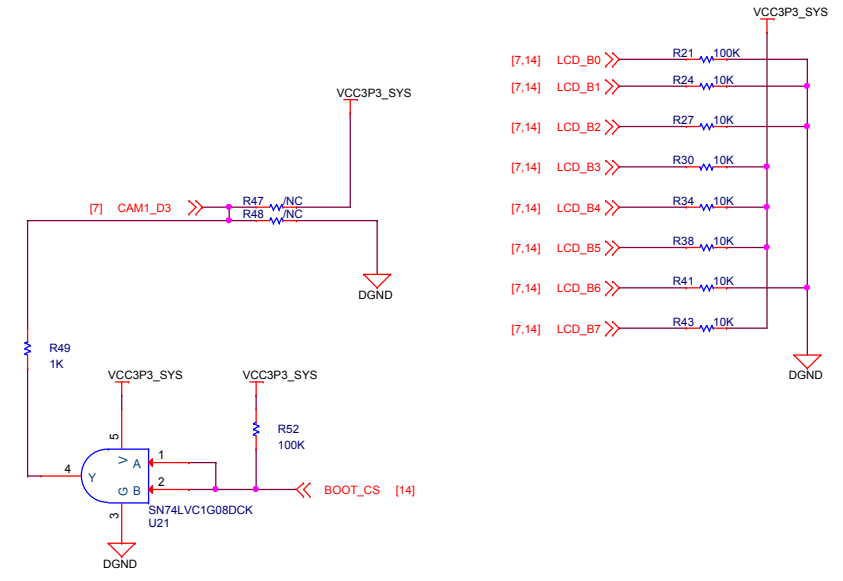 VCC3P3_SYS
[7,14] LCD_B0 R21 100K
[7,14] LCD_B1 R24 10K
[7,14] LCD_B2 R27 10K
[7,14] LCD_B3 R30 10K
[7,14] LCD_B4 R34 10K
[7,14] LCD_B5 R38 10K
[7,14] LCD_B6 R41 10K
[7,14] LCD_B7 R43 10K
DGND
VCC3P3_SYS
[7] CAM1_D3 R47 /NC
R48 /NC
DGND
R49
1K
VCC3P3_SYS
VCC3P3_SYS
R52
100K
5
V A 1
4 Y
G B 2
3
BOOT_CS [14]
SN74LVC1G08DCK
U21
DGND